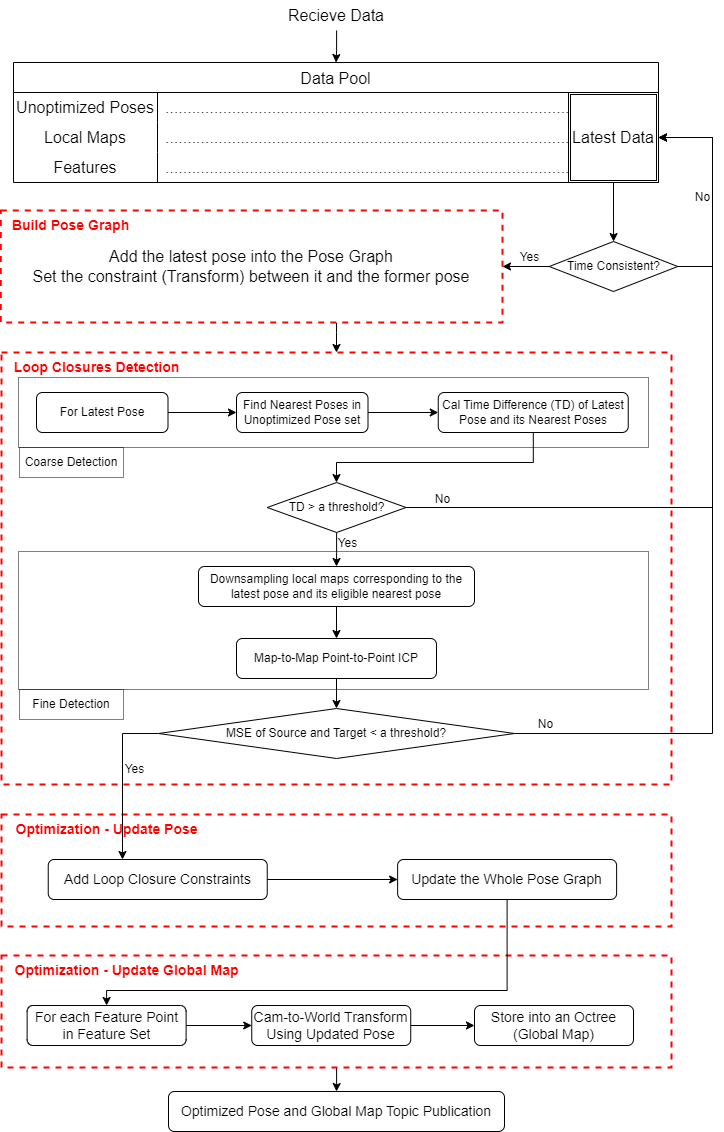 Recieve Data
Data Pool
Unoptimized Poses
Local Maps
Features
Latest Data
No
Build Pose Graph
Add the latest pose into the Pose Graph
Set the constraint (Transform) between it and the former pose
Yes
Time Consistent?
Loop Closures Detection
For Latest Pose
Find Nearest Poses in
Unoptimized Pose set
Cal Time Difference (TD) of Latest
Pose and its Nearest Poses
Coarse Detection
TD > a threshold?
No
Yes
Downsampling local maps corresponding to the
latest pose and its eligible nearest pose
Map-to-Map Point-to-Point ICP
Fine Detection
MSE of Source and Target < a threshold?
No
Yes
Optimization - Update Pose
Add Loop Closure Constraints
Update the Whole Pose Graph
Optimization - Update Global Map
For each Feature Point
in Feature Set
Cam-to-World Transform
Using Updated Pose
Store into an Octree
(Global Map)
Optimized Pose and Global Map Topic Publication